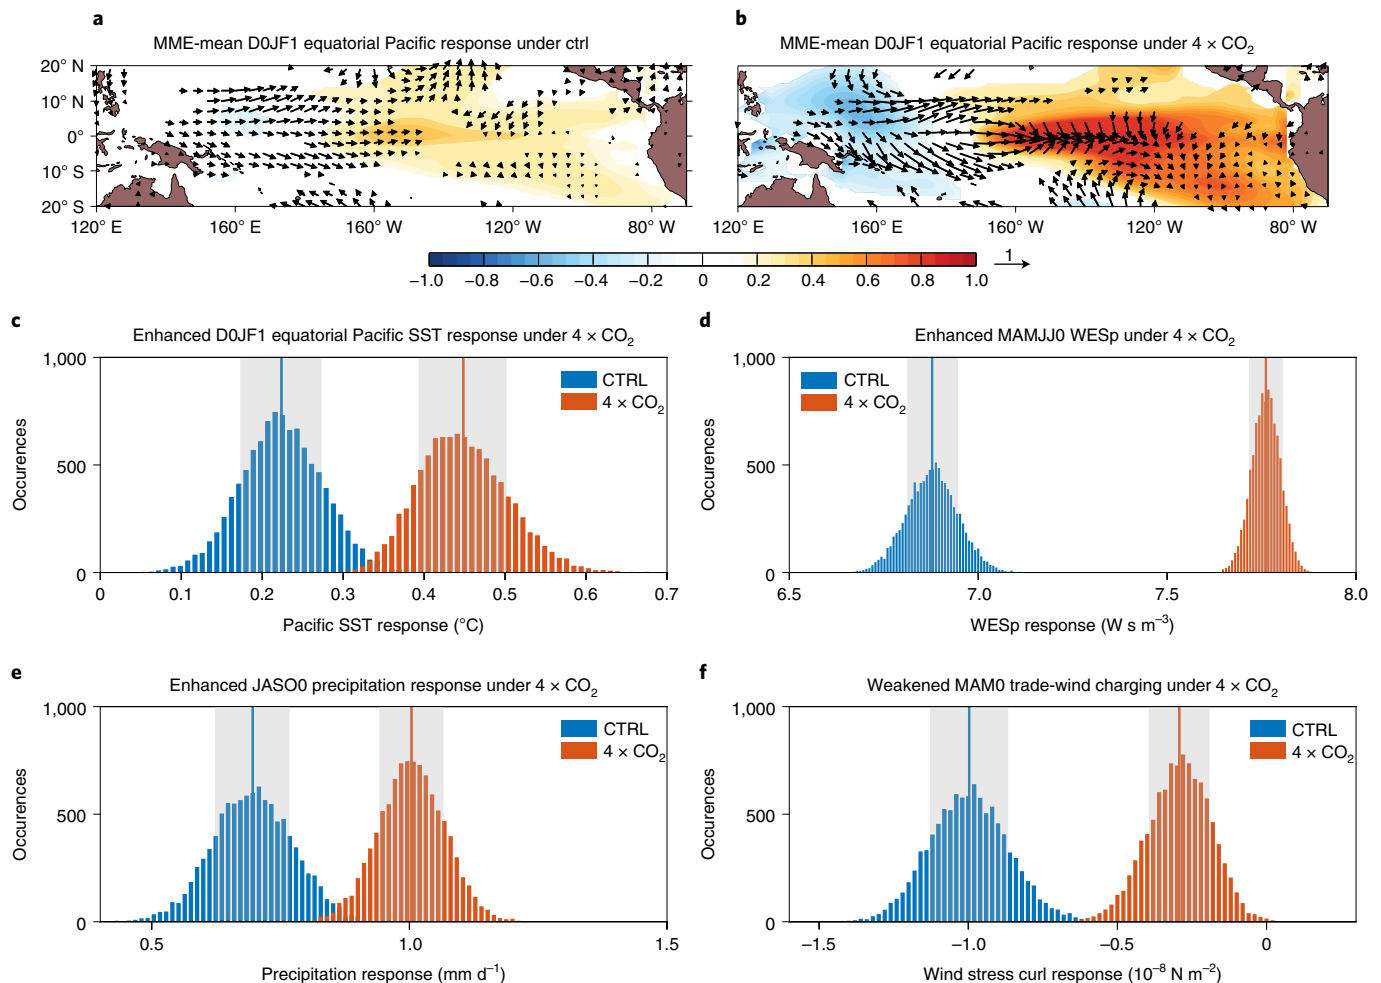 a
b
MME-mean D0JF1 equatorial Pacific response under ctrl
MME-mean D0JF1 equatorial Pacific response under 4 × CO₂
20° N
10° N
0°
10° S
20° S
120° E
160° E
160° W
120° W
80° W
120° E
160° E
160° W
120° W
80° W
−1.0
−0.8
−0.6
−0.4
−0.2
0
0.2
0.4
0.6
0.8
1.0
1
c
Enhanced D0JF1 equatorial Pacific SST response under 4 × CO₂
1,000
500
0
Occurences
CTRL
4 × CO₂
0
0.1
0.2
0.3
0.4
0.5
0.6
0.7
Pacific SST response (°C)
d
Enhanced MAMJJ0 WESp under 4 × CO₂
1,000
500
0
Occurences
CTRL
4 × CO₂
6.5
7.0
7.5
8.0
WESp response (W s m⁻³)
e
Enhanced JASO0 precipitation response under 4 × CO₂
1,000
500
0
Occurences
CTRL
4 × CO₂
0.5
1.0
1.5
Precipitation response (mm d⁻¹)
f
Weakened MAM0 trade-wind charging under 4 × CO₂
1,000
500
0
Occurences
CTRL
4 × CO₂
−1.5
−1.0
−0.5
0
Wind stress curl response (10⁻⁸ N m⁻²)